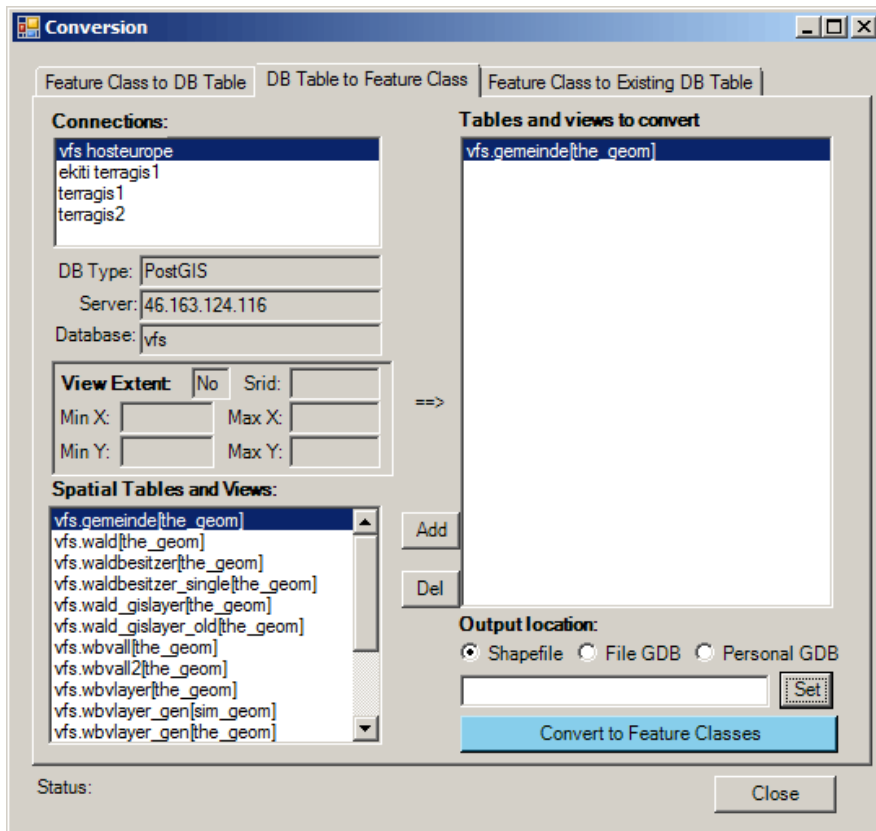 Conversion
Feature Class to DB Table
DB Table to Feature Class
Feature Class to Existing DB Table
Connections:
vfs hosteurope
ekiti terragis1
terragis1
terragis2
DB Type: PostGIS
Server: 46.163.124.116
Database: vfs
View Extent: No Srid:
Min X: Max X:
Min Y: Max Y:
Spatial Tables and Views:
vfs.gemeinde[the_geom]
vfs.wald[the_geom]
vfs.waldbesitzer[the_geom]
vfs.waldbesitzer_single[the_geom]
vfs.wald_gislayer[the_geom]
vfs.wald_gislayer_old[the_geom]
vfs.wbvall[the_geom]
vfs.wbvall2[the_geom]
vfs.wbvlayer[the_geom]
vfs.wbvlayer_gen[sim_geom]
vfs.wbvlayer_gen[the_geom]
==>
Add
Del
Tables and views to convert
vfs.gemeinde[the_geom]
Output location:
Shapefile File GDB Personal GDB
Set
Convert to Feature Classes
Status:
Close